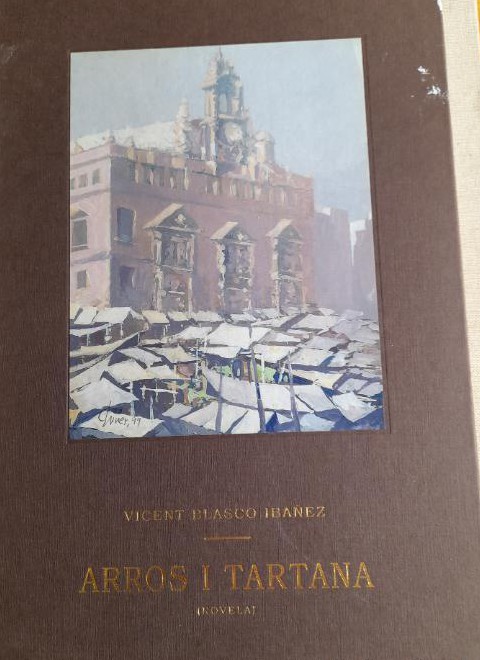 VICENT BLASCO IBAÑEZ
ARROS I TARTANA
(NOVELA)